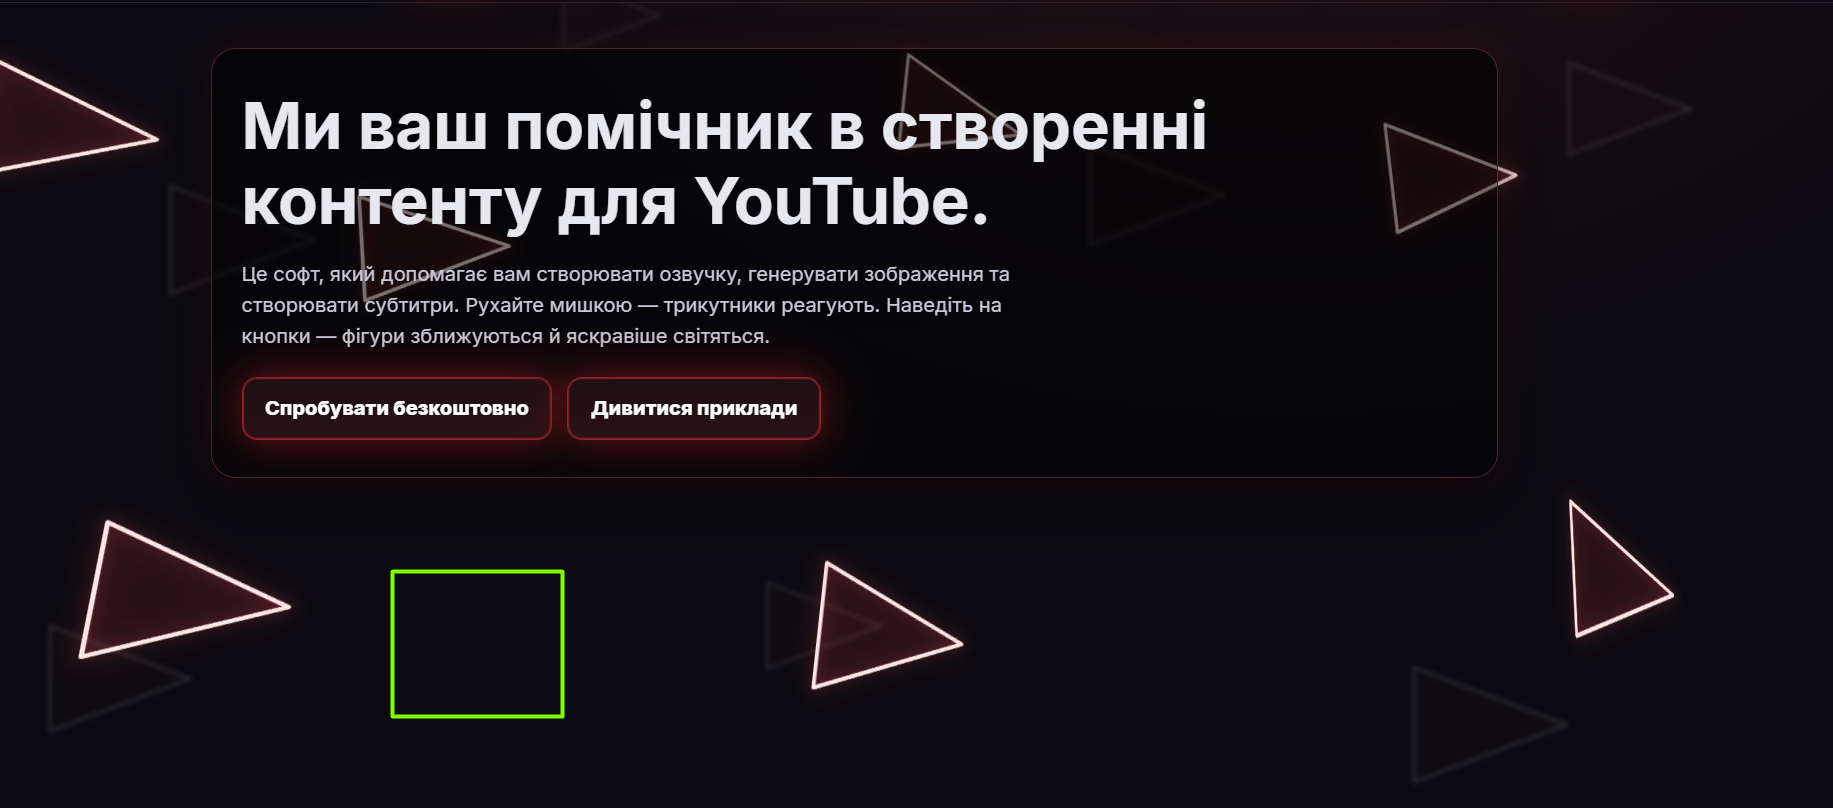 Ми ваш помічник в створенні
контенту для YouTube.
Це софт, який допомагає вам створювати озвучку, генерувати зображення та
створювати субтитри. Рухайте мишкою — трикутники реагують. Наведіть на
кнопки — фігури зближуються й яскравіше світяться.
Спробувати безкоштовно
Дивитися приклади